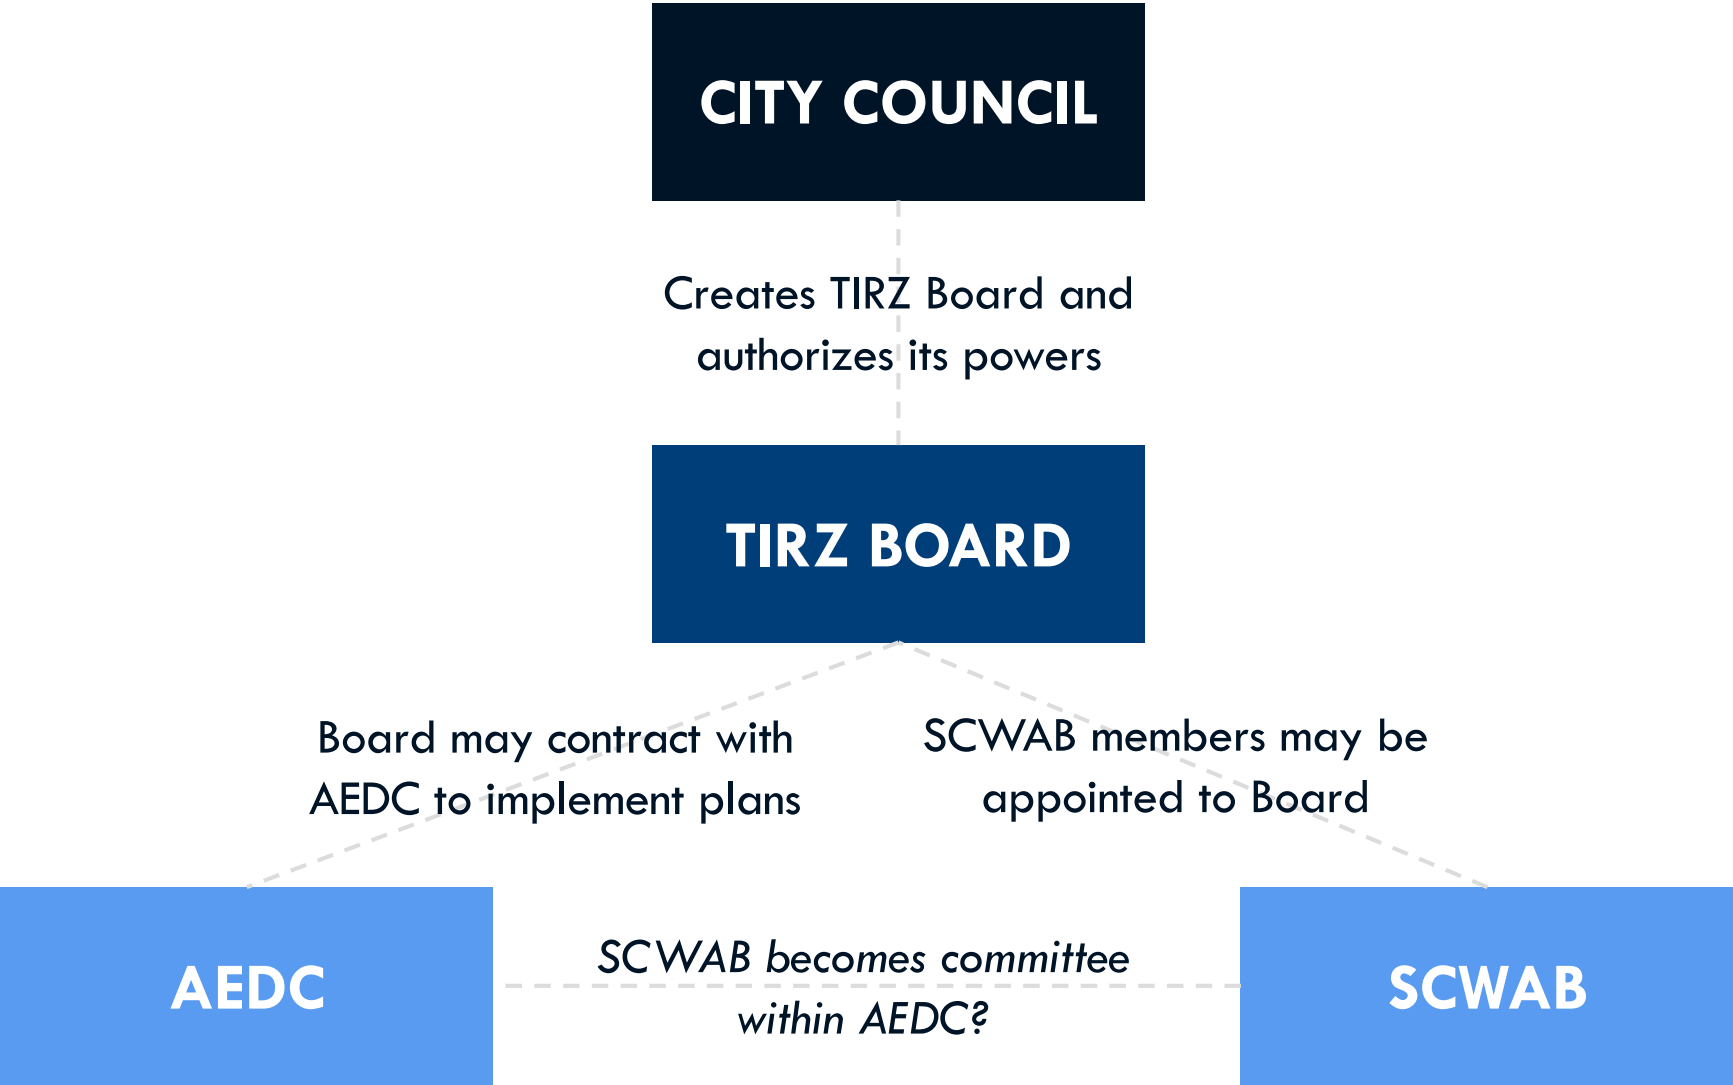 CITY COUNCIL
Creates TIRZ Board and
authorizes its powers
TIRZ BOARD
Board may contract with
AEDC to implement plans
SCWAB members may be
appointed to Board
AEDC
SCWAB becomes committee
within AEDC?
SCWAB